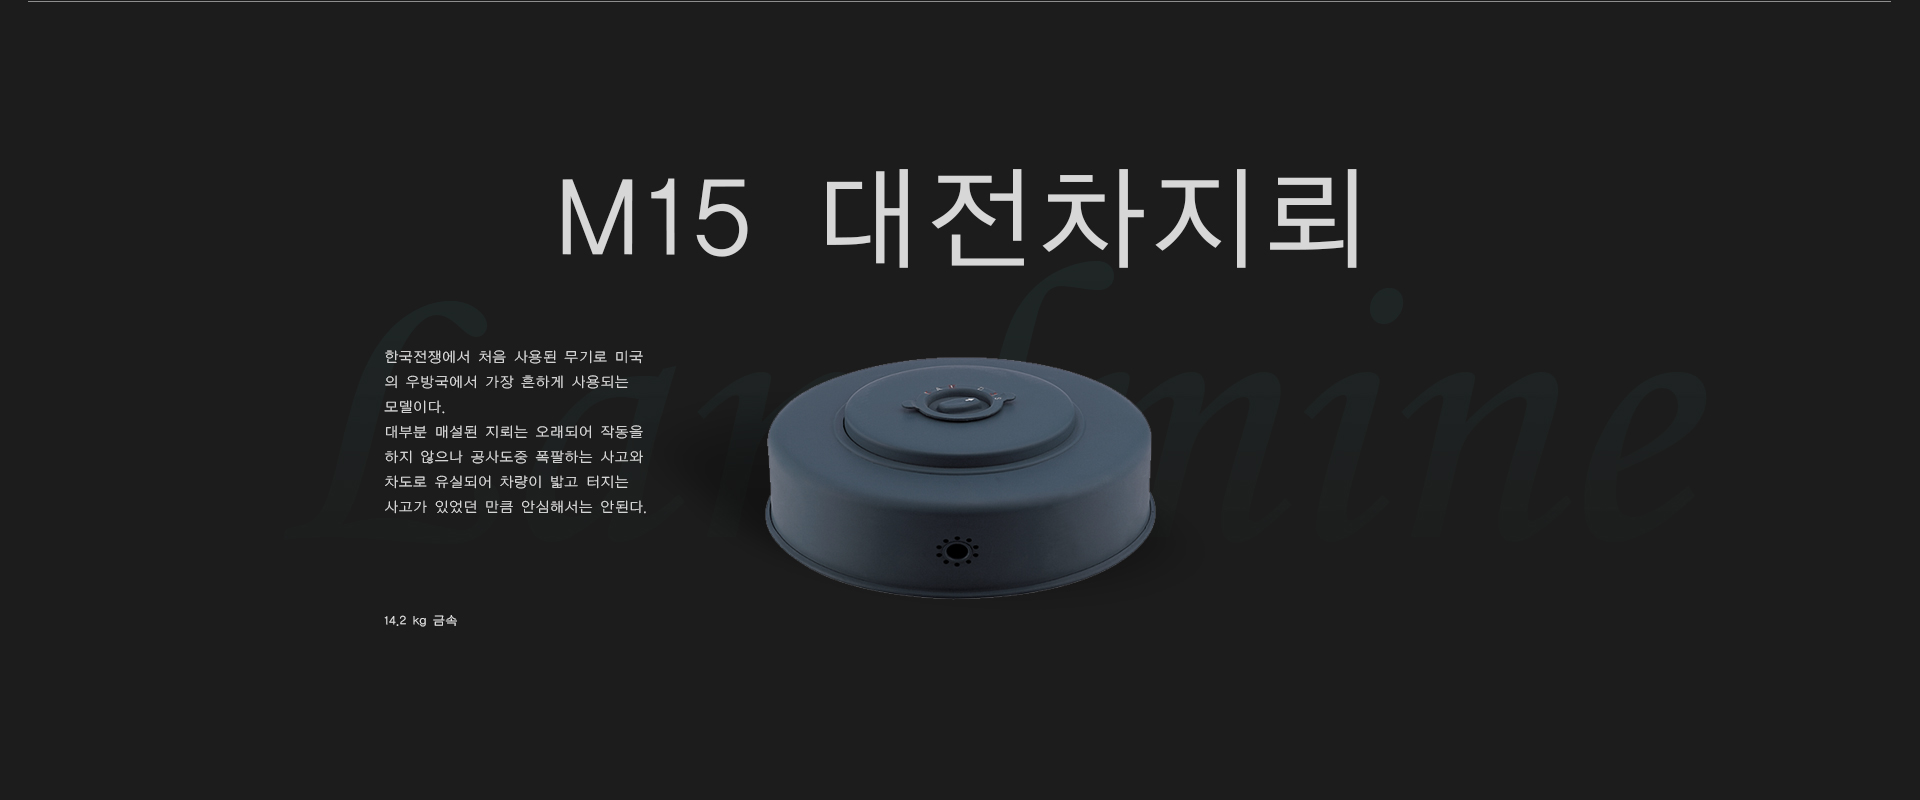 M15 대전차지뢰
Landmine
한국전쟁에서 처음 사용된 무기로 미국
의 우방국에서 가장 흔하게 사용되는
모델이다.
대부분 매설된 지뢰는 오래되어 작동을
하지 않으나 공사도중 폭팔하는 사고와
차도로 유실되어 차량이 밟고 터지는
사고가 있었던 만큼 안심해서는 안된다.
14.2 kg 금속